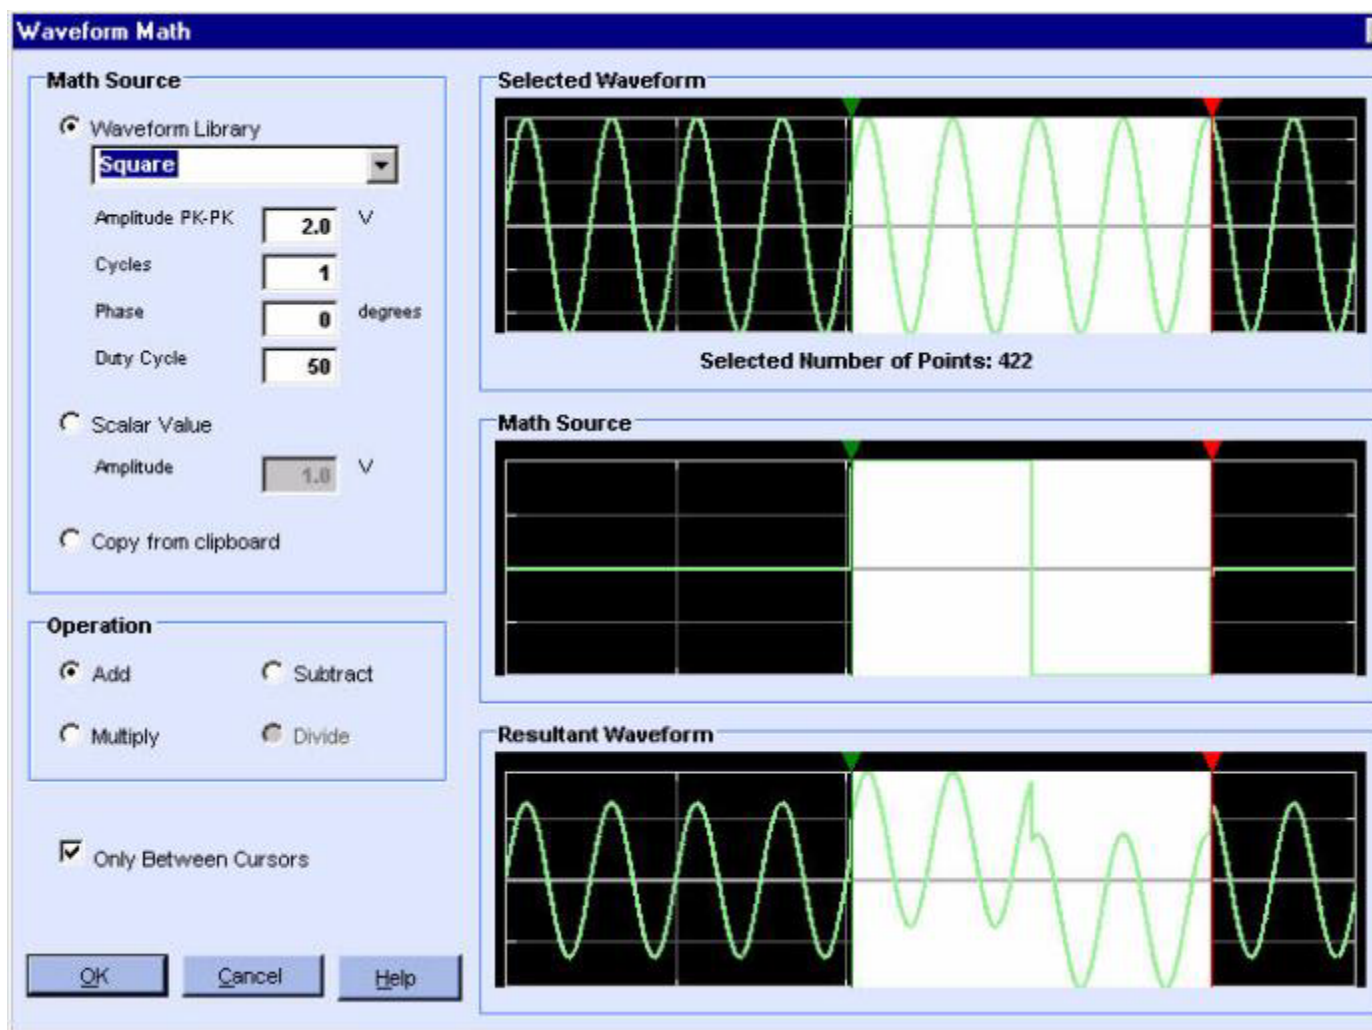 Waveform Math
Math Source
Waveform Library
Square
Amplitude PK-PK 2.0 V
Cycles 1
Phase 0 degrees
Duty Cycle 50
Scalar Value
Amplitude 1.0 V
Copy from clipboard
Operation
Add Subtract
Multiply Divide
Only Between Cursors
OK Cancel Help
Selected Waveform
Selected Number of Points: 422
Math Source
Resultant Waveform